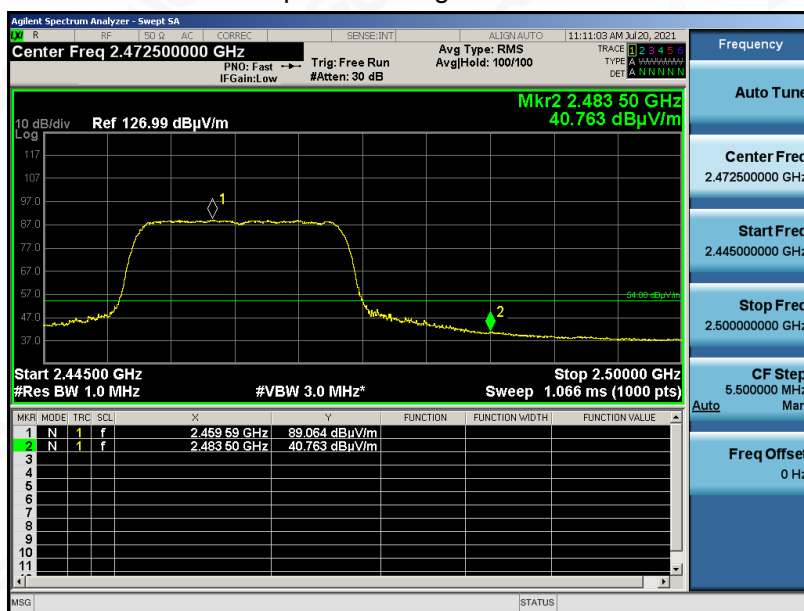 Agilent Spectrum Analyzer - Swept SA
LXI R RF 50 Ω AC CORREC SENSE:INT ALIGN AUTO 11:11:03 AM Jul 20, 2021
Center Freq 2.472500000 GHz
PNO: Fast
IFGain:Low
Trig: Free Run
#Atten: 30 dB
Avg Type: RMS
Avg|Hold: 100/100
TRACE 1 2 3 4 5 6
TYPE A
DET A N N N N N
Mkr2 2.483 50 GHz
40.763 dBµV/m
10 dB/div Ref 126.99 dBµV/m
Log
117
107
97.0
87.0
77.0
67.0
57.0
47.0
37.0
1
54.00 dBµV/m
2
Start 2.44500 GHz Stop 2.50000 GHz
#Res BW 1.0 MHz #VBW 3.0 MHz* Sweep 1.066 ms (1000 pts)
MKR MODE TRC SCL X Y FUNCTION FUNCTION WIDTH FUNCTION VALUE
1 N 1 f 2.459 59 GHz 89.064 dBµV/m
2 N 1 f 2.483 50 GHz 40.763 dBµV/m
3
4
5
6
7
8
9
10
11
MSG STATUS
Frequency
Auto Tune
Center Freq
2.472500000 GHz
Start Freq
2.445000000 GHz
Stop Freq
2.500000000 GHz
CF Step
5.500000 MHz
Auto Man
Freq Offset
0 Hz